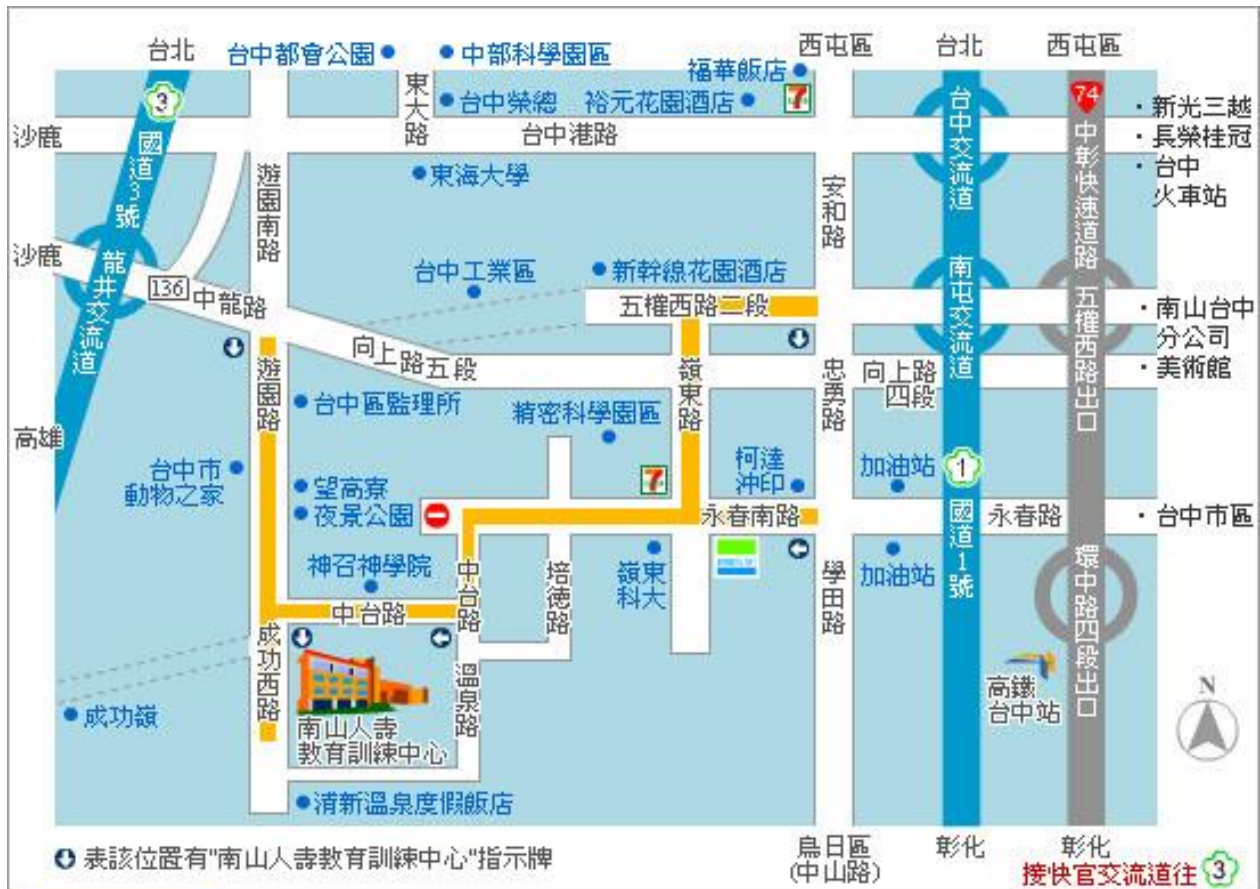 台北
台中都會公園
中部科學園區
西屯區
台北
西屯區
福華飯店
3
東大路
台中榮總
裕元花園酒店
7
74
新光三越
長榮桂冠
台中
火車站
沙鹿
台中港路
國道3號
台中交流道
中彰快速道路
東海大學
遊園南路
安和路
沙鹿
龍井交流道
136
中龍路
台中工業區
新幹線花園酒店
南屯交流道
五權西路二段
五權西路出口
南山台中
分公司
美術館
向上路五段
遊園路
嶺東路
忠勇路
向上路
四段
台中區監理所
精密科學園區
高雄
台中市
動物之家
望高寮
夜景公園
7
柯達
沖印
加油站
1
永春南路
永春路
台中市區
國道1號
神召神學院
中台路
中台路
培德路
嶺東
科大
學田路
加油站
環中路四段出口
成功西路
溫泉路
成功嶺
南山人壽
教育訓練中心
高鐵
台中站
N
清新溫泉度假飯店
表該位置有"南山人壽教育訓練中心"指示牌
烏日區
(中山路)
彰化
彰化
接快官交流道往 3